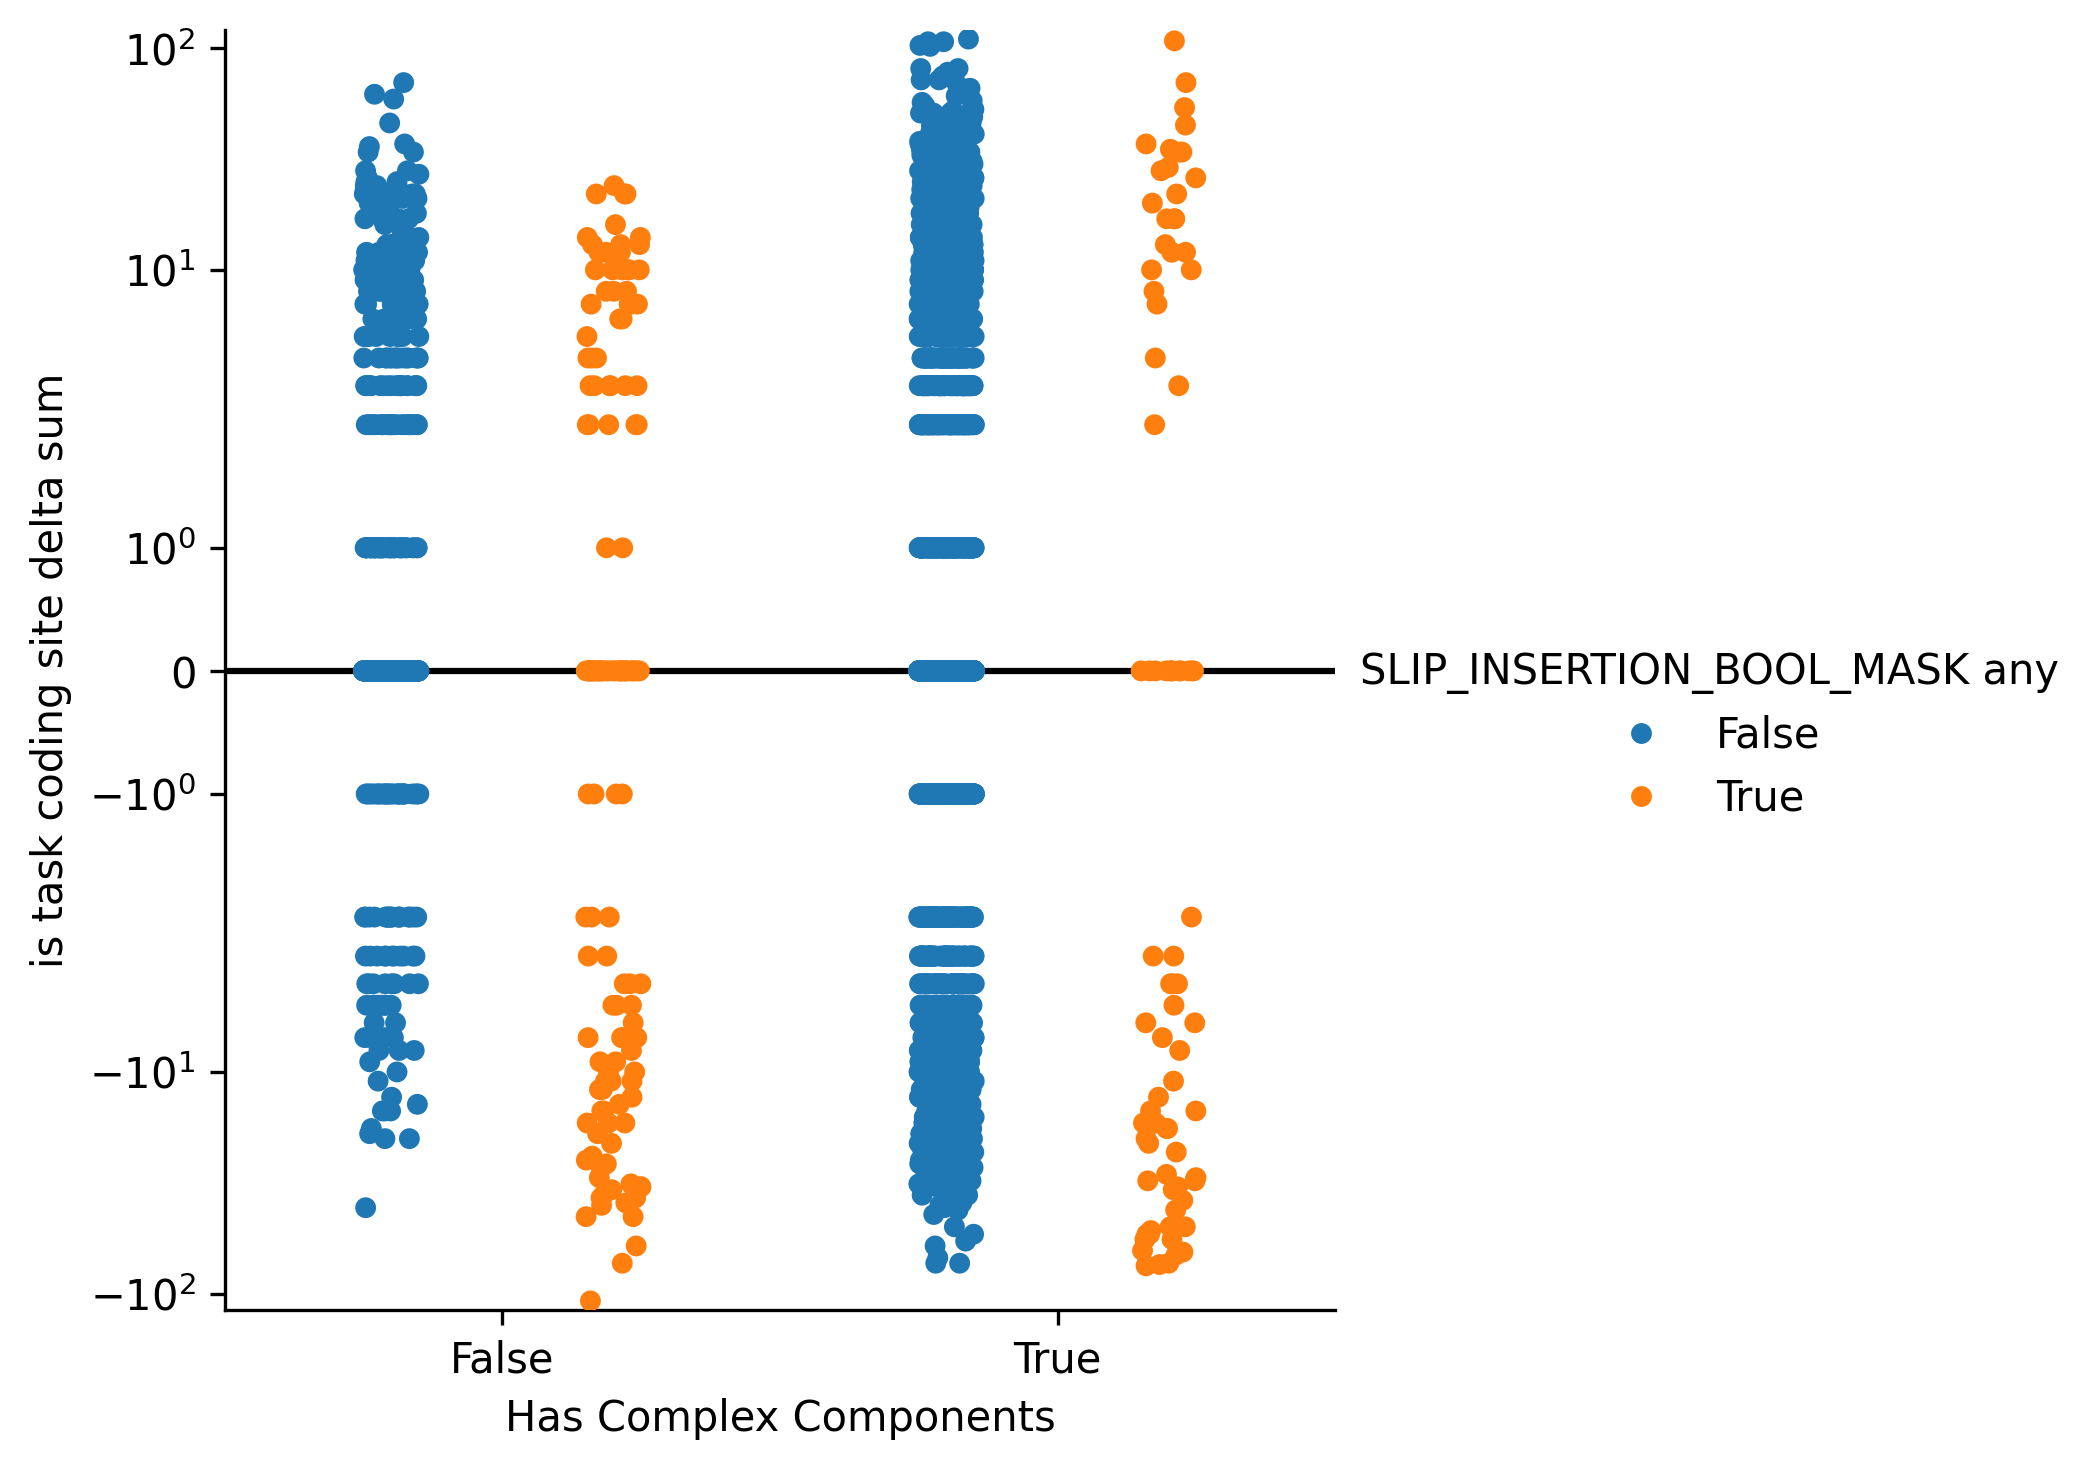 10²
10¹
10⁰
0
−10⁰
−10¹
−10²
is task coding site delta sum
False
True
Has Complex Components
SLIP_INSERTION_BOOL_MASK any
False
True